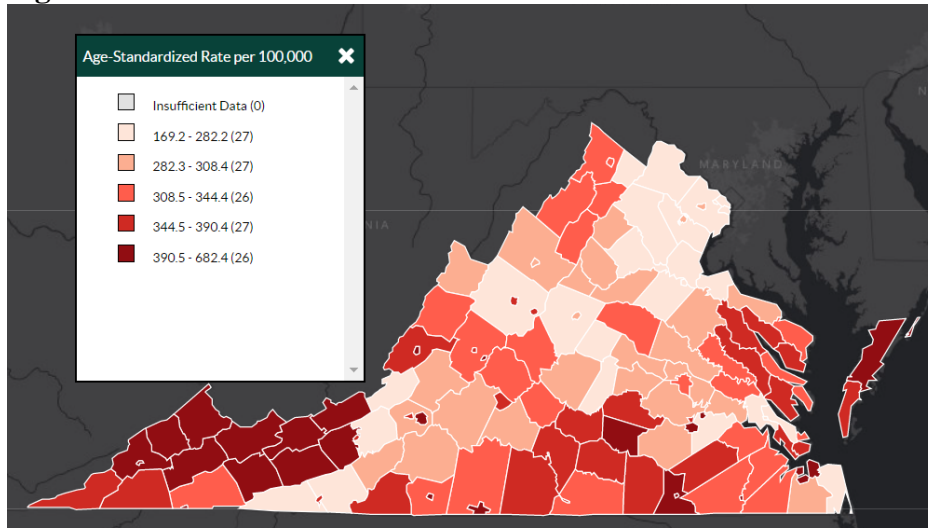 Age-Standardized Rate per 100,000
Insufficient Data (0)
169.2 - 282.2 (27)
282.3 - 308.4 (27)
308.5 - 344.4 (26)
344.5 - 390.4 (27)
390.5 - 682.4 (26)
MARYLAND
NIA
N